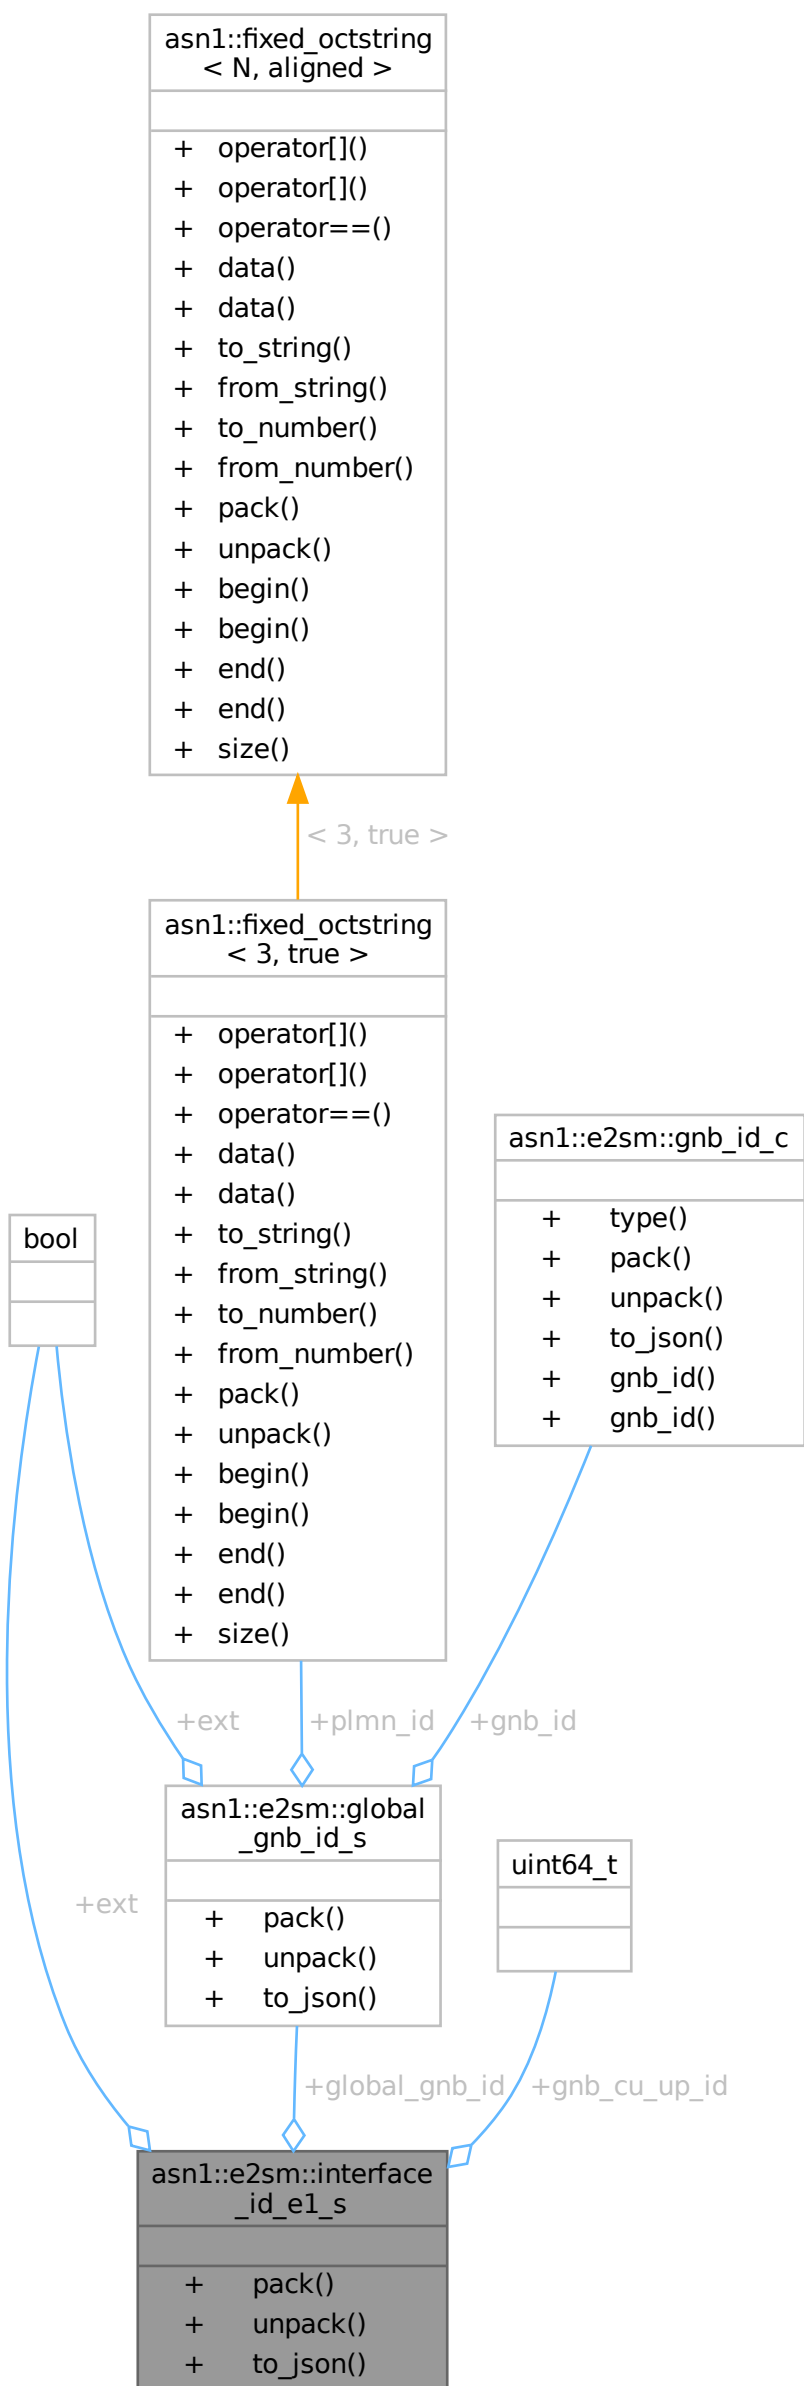 asn1::fixed_octstring
< N, aligned >
+ operator[]()
+ operator[]()
+ operator==()
+ data()
+ data()
+ to_string()
+ from_string()
+ to_number()
+ from_number()
+ pack()
+ unpack()
+ begin()
+ begin()
+ end()
+ end()
+ size()
< 3, true >
asn1::fixed_octstring
< 3, true >
+ operator[]()
+ operator[]()
+ operator==()
+ data()
+ data()
+ to_string()
+ from_string()
+ to_number()
+ from_number()
+ pack()
+ unpack()
+ begin()
+ begin()
+ end()
+ end()
+ size()
asn1::e2sm::gnb_id_c
+ type()
+ pack()
+ unpack()
+ to_json()
+ gnb_id()
+ gnb_id()
bool
+ext
+plmn_id
+gnb_id
asn1::e2sm::global
_gnb_id_s
+ pack()
+ unpack()
+ to_json()
uint64_t
+ext
+global_gnb_id
+gnb_cu_up_id
asn1::e2sm::interface
_id_e1_s
+ pack()
+ unpack()
+ to_json()